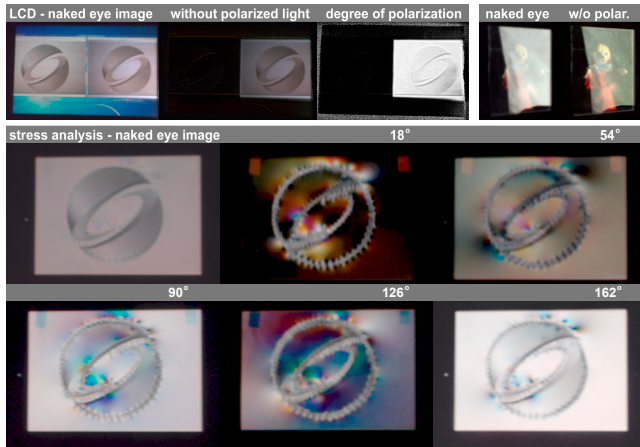 LCD - naked eye image
without polarized light
degree of polarization
naked eye
w/o polar.
stress analysis - naked eye image
18°
54°
90°
126°
162°